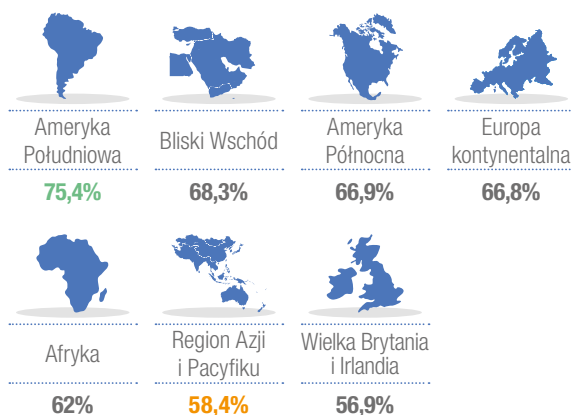 Ameryka
Południowa
75,4%
Bliski Wschód
68,3%
Ameryka
Północna
66,9%
Europa
kontynentalna
66,8%
Afryka
62%
Region Azji
i Pacyfiku
58,4%
Wielka Brytania
i Irlandia
56,9%